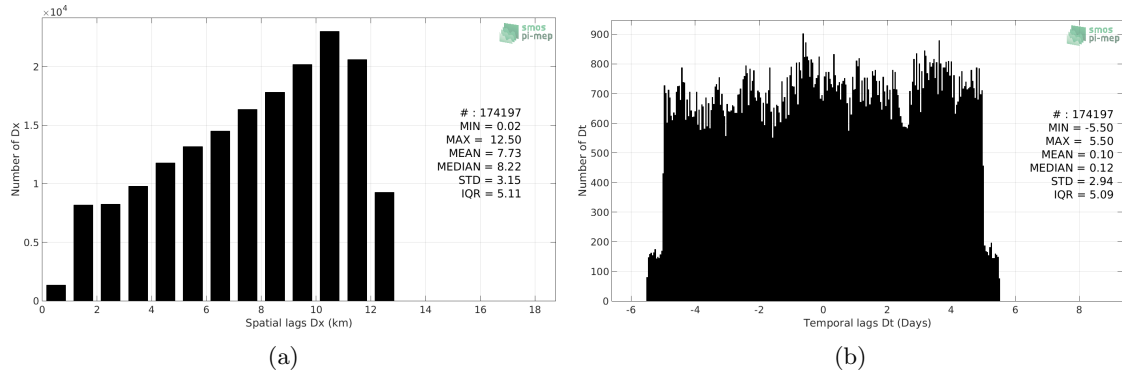 ×10⁴
smos
pi-mep
2
1.5
1
0.5
0
Number of Dx
# : 174197
MIN = 0.02
MAX = 12.50
MEAN = 7.73
MEDIAN = 8.22
STD = 3.15
IQR = 5.11
0 2 4 6 8 10 12 14 16 18
Spatial lags Dx (km)
(a)
smos
pi-mep
900
800
700
600
500
400
300
200
100
0
Number of Dt
# : 174197
MIN = -5.50
MAX = 5.50
MEAN = 0.10
MEDIAN = 0.12
STD = 2.94
IQR = 5.09
-6 -4 -2 0 2 4 6 8
Temporal lags Dt (Days)
(b)